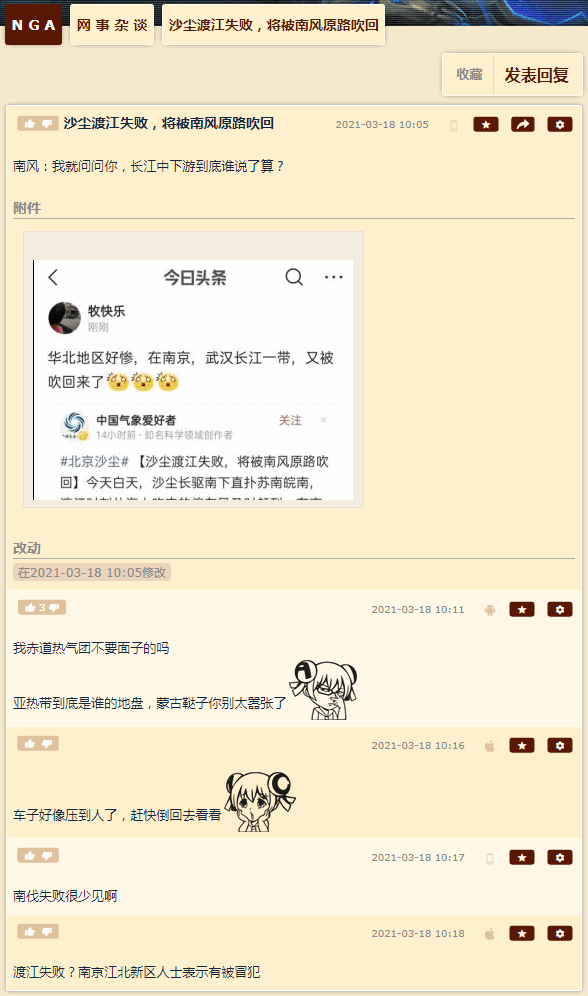 NGA 网事杂谈 沙尘渡江失败，将被南风原路吹回
收藏 发表回复
沙尘渡江失败，将被南风原路吹回 2021-03-18 10:05
南风：我就问问你，长江中下游到底谁说了算？
附件
今日头条
牧快乐
刚刚
华北地区好惨，在南京，武汉长江一带，又被
吹回来了
中国气象爱好者 关注 ×
14小时前·知名科学领域创作者
#北京沙尘# 【沙尘渡江失败，将被南风原路吹
回】今天白天，沙尘长驱南下直扑苏南皖南，
改动
在2021-03-18 10:05修改
3 2021-03-18 10:11
我赤道热气团不要面子的吗
亚热带到底是谁的地盘，蒙古鞑子你别太嚣张了
2021-03-18 10:16
车子好像压到人了，赶快倒回去看看
2021-03-18 10:17
南伐失败很少见啊
2021-03-18 10:18
渡江失败？南京江北新区人士表示有被冒犯